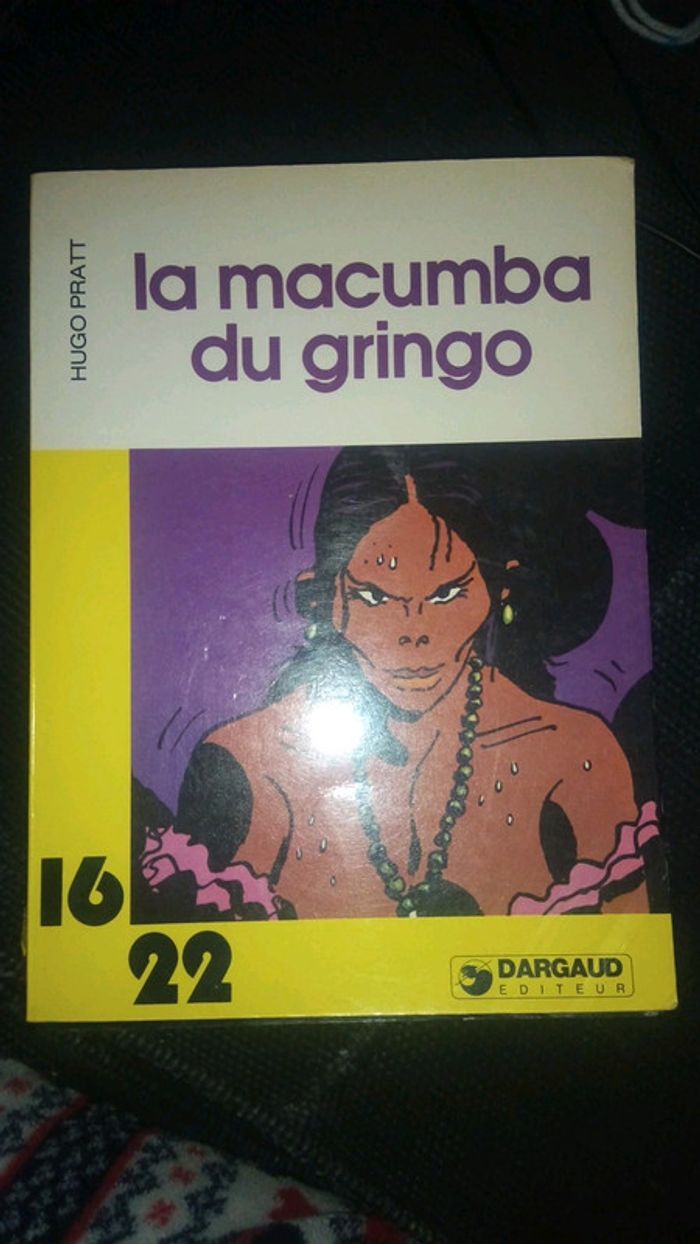 HUGO PRATT
la macumba
du gringo
16
22
DARGAUD
EDITEUR